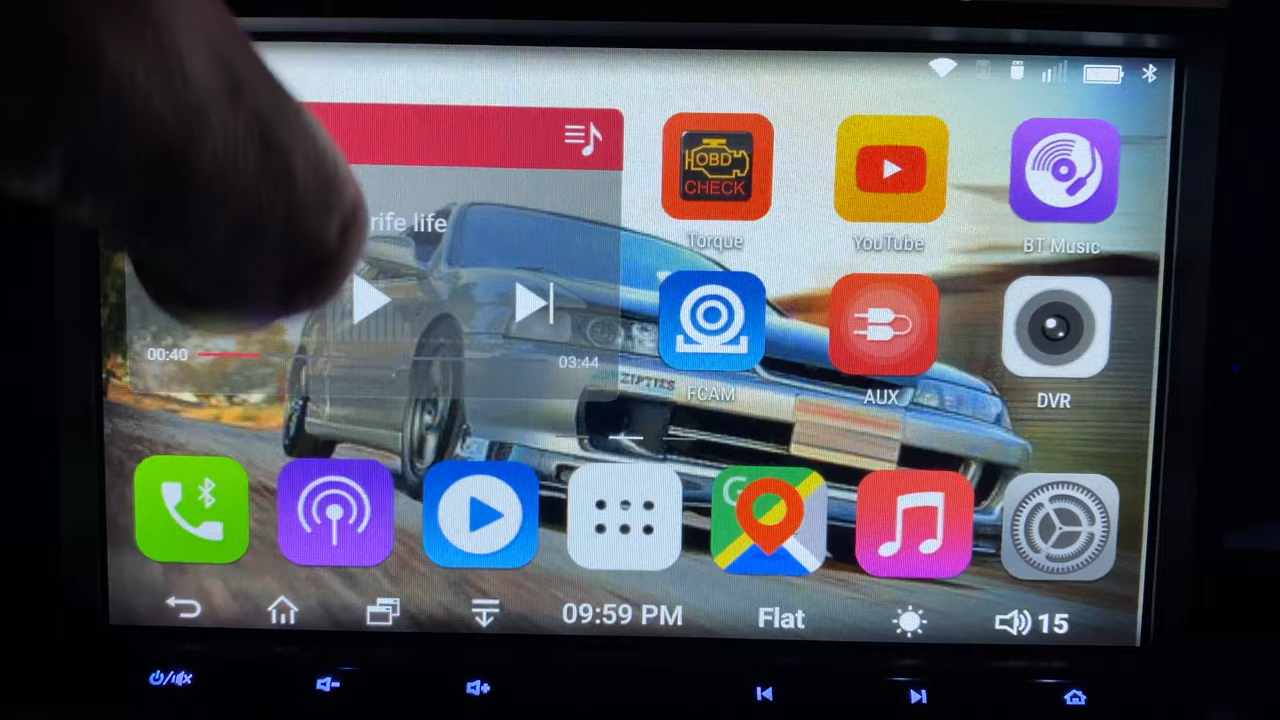 rife life
00:40
03:44
OBD
CHECK
Torque
YouTube
BT Music
FCAM
AUX
DVR
G
09:59 PM
Flat
15